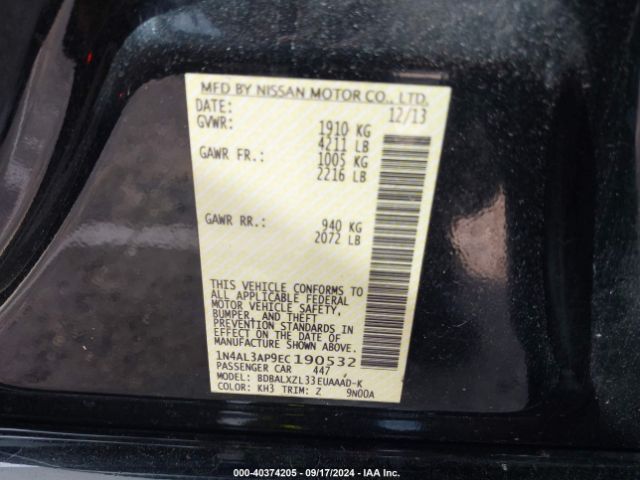 MFD BY NISSAN MOTOR CO., LTD.
DATE: 12/13
GVWR: 1910 KG
4211 LB
GAWR FR.: 1005 KG
2216 LB
GAWR RR.: 940 KG
2072 LB
THIS VEHICLE CONFORMS TO
ALL APPLICABLE FEDERAL
MOTOR VEHICLE SAFETY,
BUMPER, AND THEFT
PREVENTION STANDARDS
IN EFFECT ON THE DATE OF
MANUFACTURE SHOWN ABOVE.
1N4AL3AP9EC190532
PASSENGER CAR 447
MODEL: BDBALXZL33EUAAAD-K
COLOR: KH3 TRIM: Z 9N00A
000-40374205 - 09/17/2024 - IAA Inc.